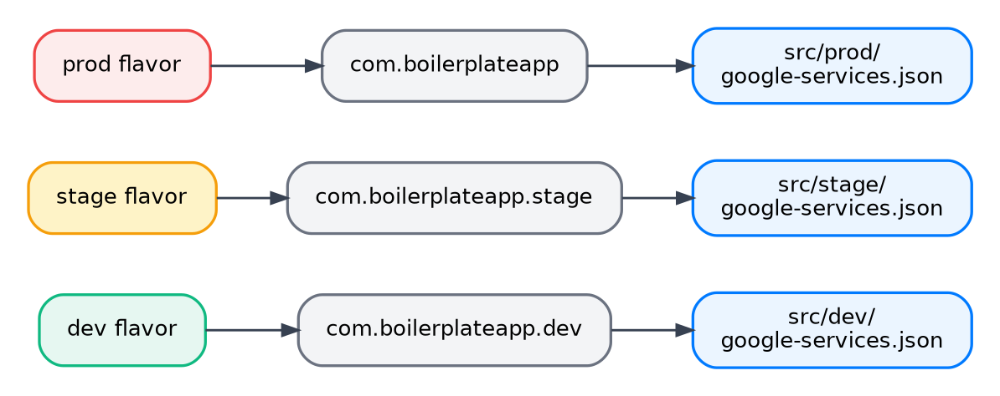 prod flavor
com.boilerplateapp
src/prod/
google-services.json
stage flavor
com.boilerplateapp.stage
src/stage/
google-services.json
dev flavor
com.boilerplateapp.dev
src/dev/
google-services.json